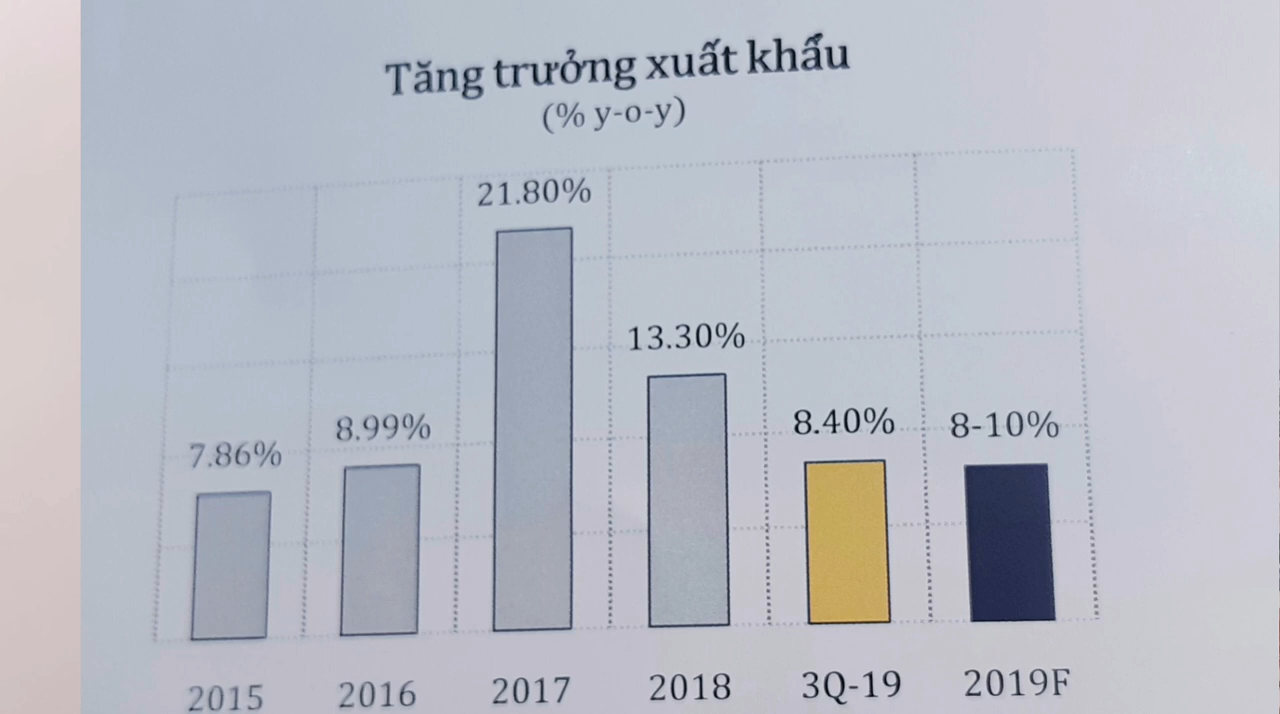 Tăng trưởng xuất khẩu
(% y-o-y)
21.80%
13.30%
8.99%
8.40%
8-10%
7.86%
2015 2016 2017 2018 3Q-19 2019F